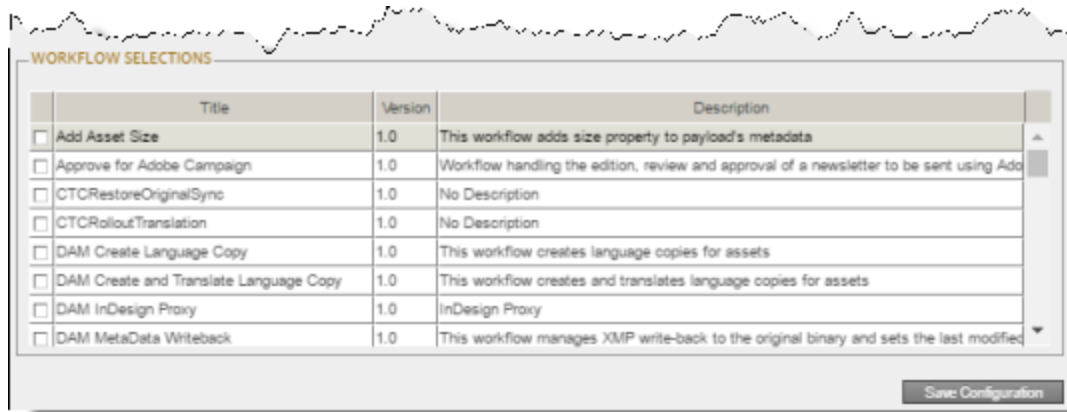 WORKFLOW SELECTIONS
Title Version Description
Add Asset Size 1.0 This workflow adds size property to payload's metadata
Approve for Adobe Campaign 1.0 Workflow handling the edition, review and approval of a newsletter to be sent using Ado
CTCRestoreOriginalSync 1.0 No Description
CTCRolloutTranslation 1.0 No Description
DAM Create Language Copy 1.0 This workflow creates language copies for assets
DAM Create and Translate Language Copy 1.0 This workflow creates and translates language copies for assets
DAM InDesign Proxy 1.0 InDesign Proxy
DAM MetaData Writeback 1.0 This workflow manages XMP write-back to the original binary and sets the last modified
Save Configuration